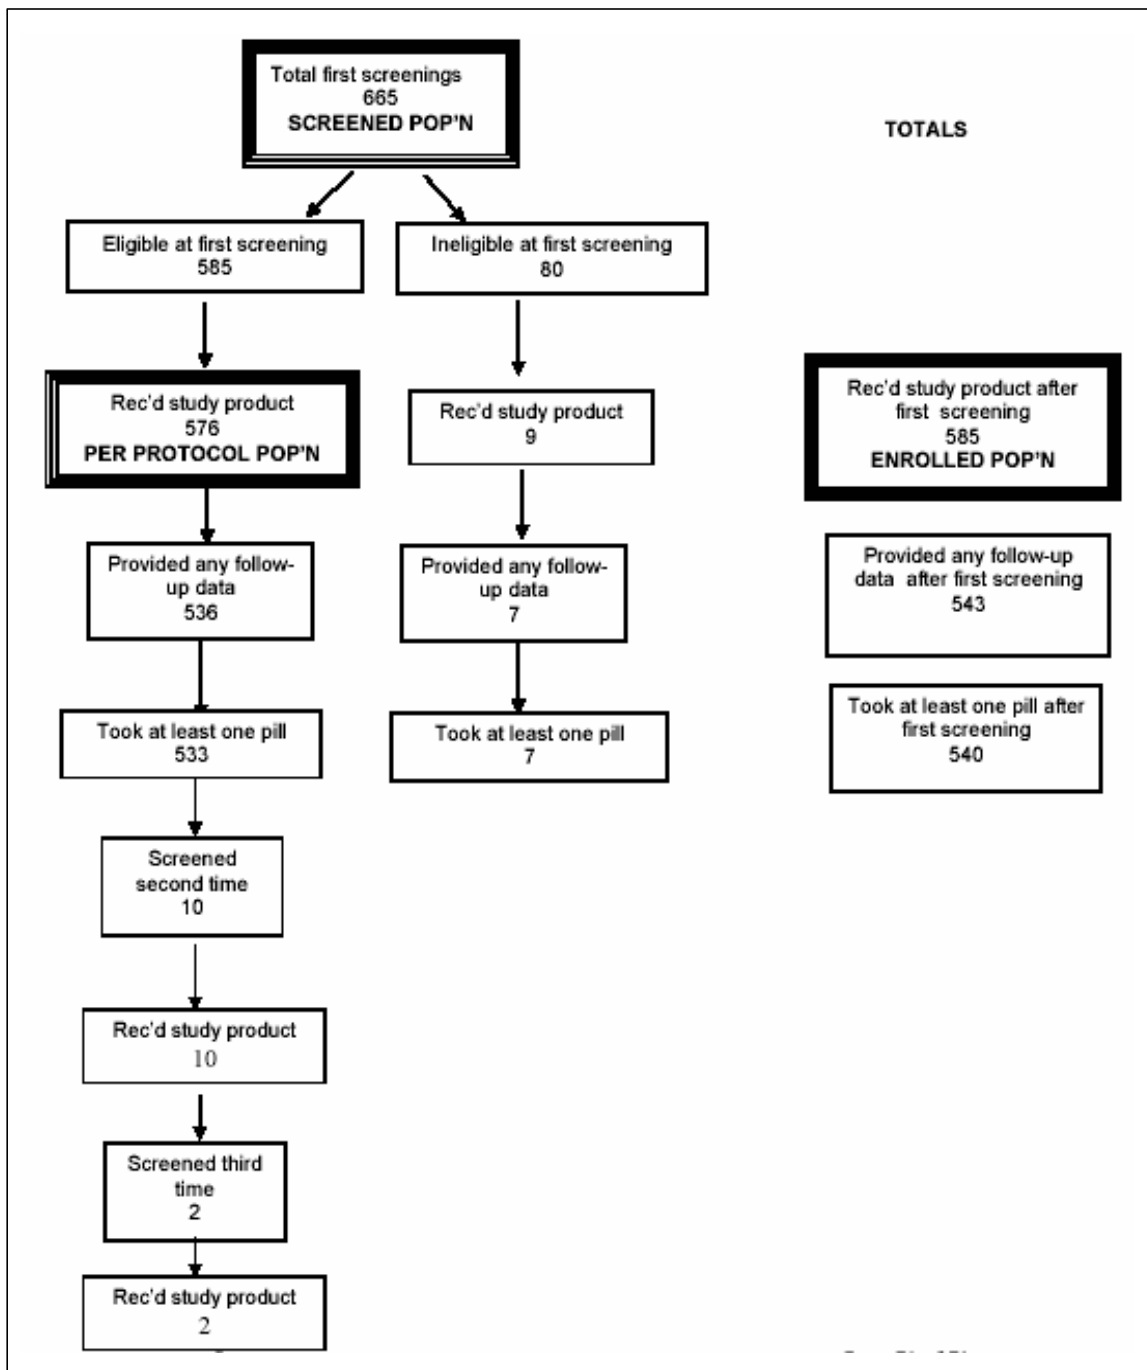 Total first screenings
665
SCREENED POP'N
TOTALS
Eligible at first screening
585
Ineligible at first screening
80
Rec'd study product
576
PER PROTOCOL POP'N
Rec'd study product
9
Rec'd study product after
first screening
585
ENROLLED POP'N
Provided any follow-
up data
536
Provided any follow-
up data
7
Provided any follow-up
data after first screening
543
Took at least one pill
533
Took at least one pill
7
Took at least one pill after
first screening
540
Screened
second time
10
Rec'd study product
10
Screened third
time
2
Rec'd study product
2